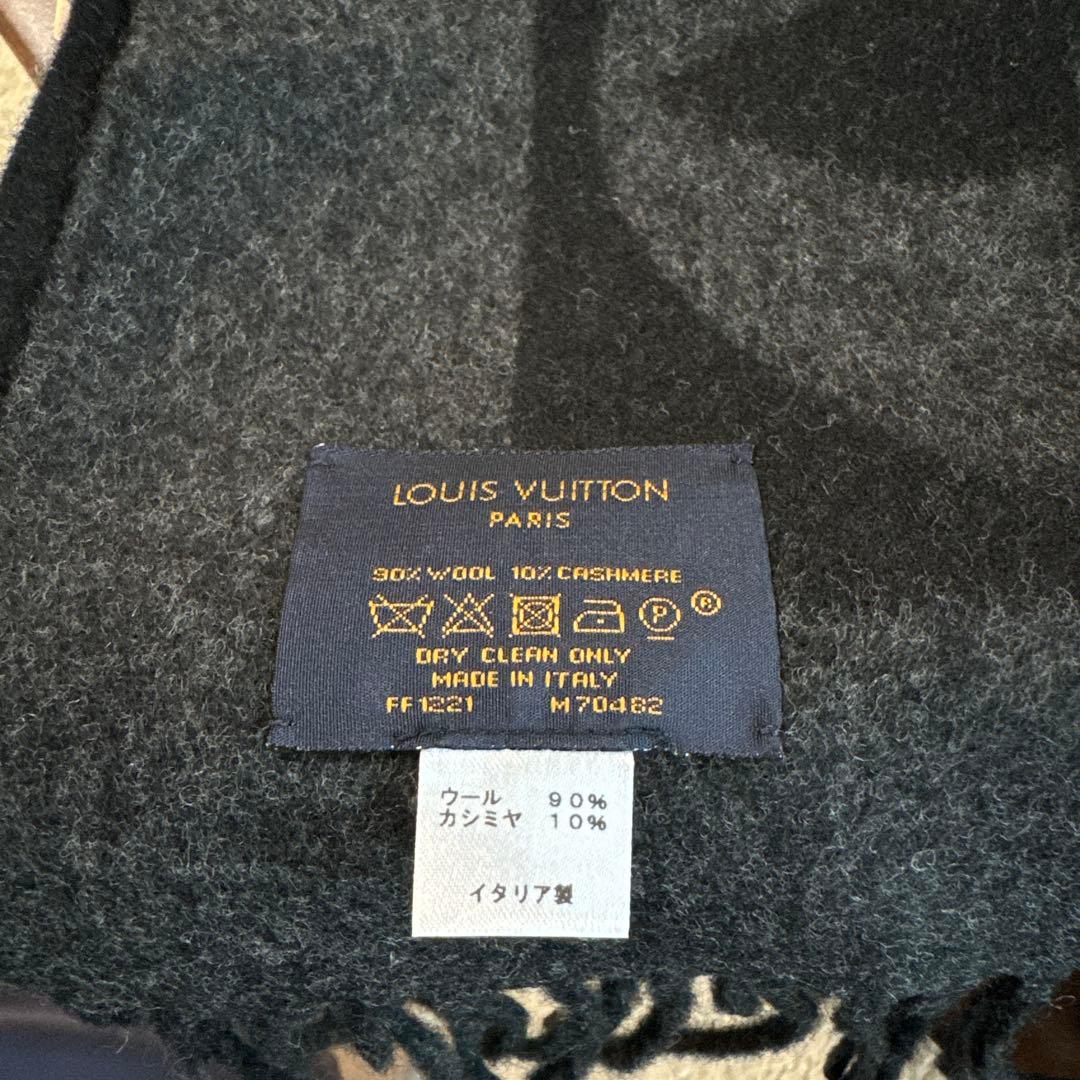 LOUIS VUITTON
PARIS
90% WOOL 10% CASHMERE
P ®
DRY CLEAN ONLY
MADE IN ITALY
FF1221 M70482
ウール 90%
カシミヤ 10%
イタリア製